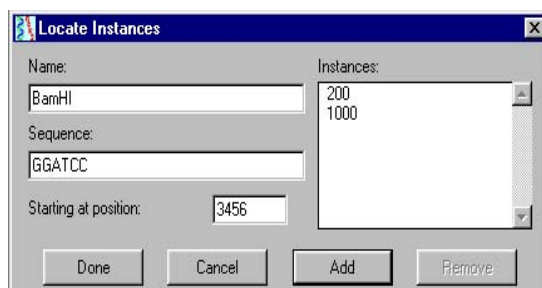 Locate Instances
Name:
BamHI
Sequence:
GGATCC
Starting at position:
3456
Instances:
200
1000
Done
Cancel
Add
Remove